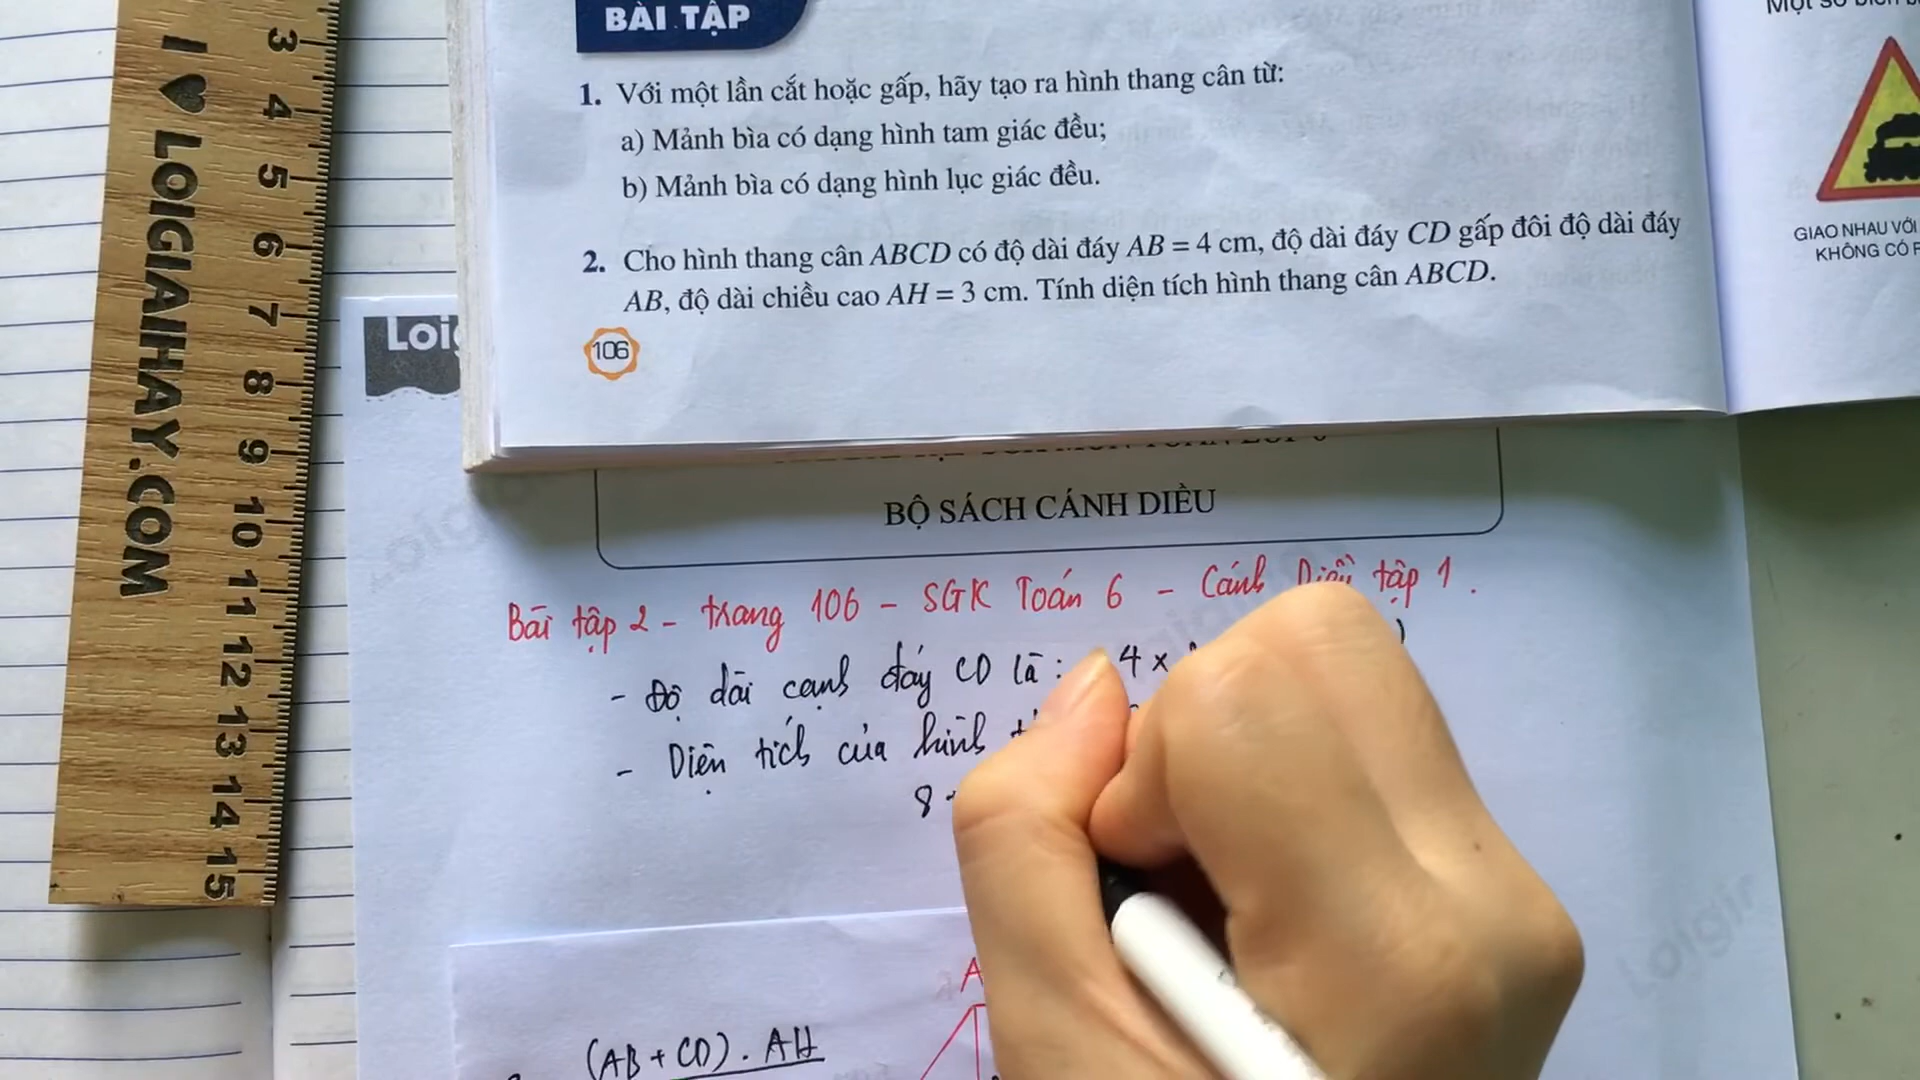 BÀI TẬP
1. Với một lần cắt hoặc gấp, hãy tạo ra hình thang cân từ:
a) Mảnh bìa có dạng hình tam giác đều;
b) Mảnh bìa có dạng hình lục giác đều.
2. Cho hình thang cân ABCD có độ dài đáy AB = 4 cm, độ dài đáy CD gấp đôi độ dài đáy
AB, độ dài chiều cao AH = 3 cm. Tính diện tích hình thang cân ABCD.
106
GIAO NHAU VỚI
KHÔNG CÓ
I ♥ LOIGIAIHAY.COM
3 4 5 6 7 8 9 10 11 12 13 14 15
Loi
BỘ SÁCH CÁNH DIỀU
Bài tập 2 - trang 106 - SGK Toán 6 - Cánh Diều tập 1.
- Độ dài cạnh đáy CD là: 4 x
- Diện tích của hình
8
A
(AB + CD) . AH